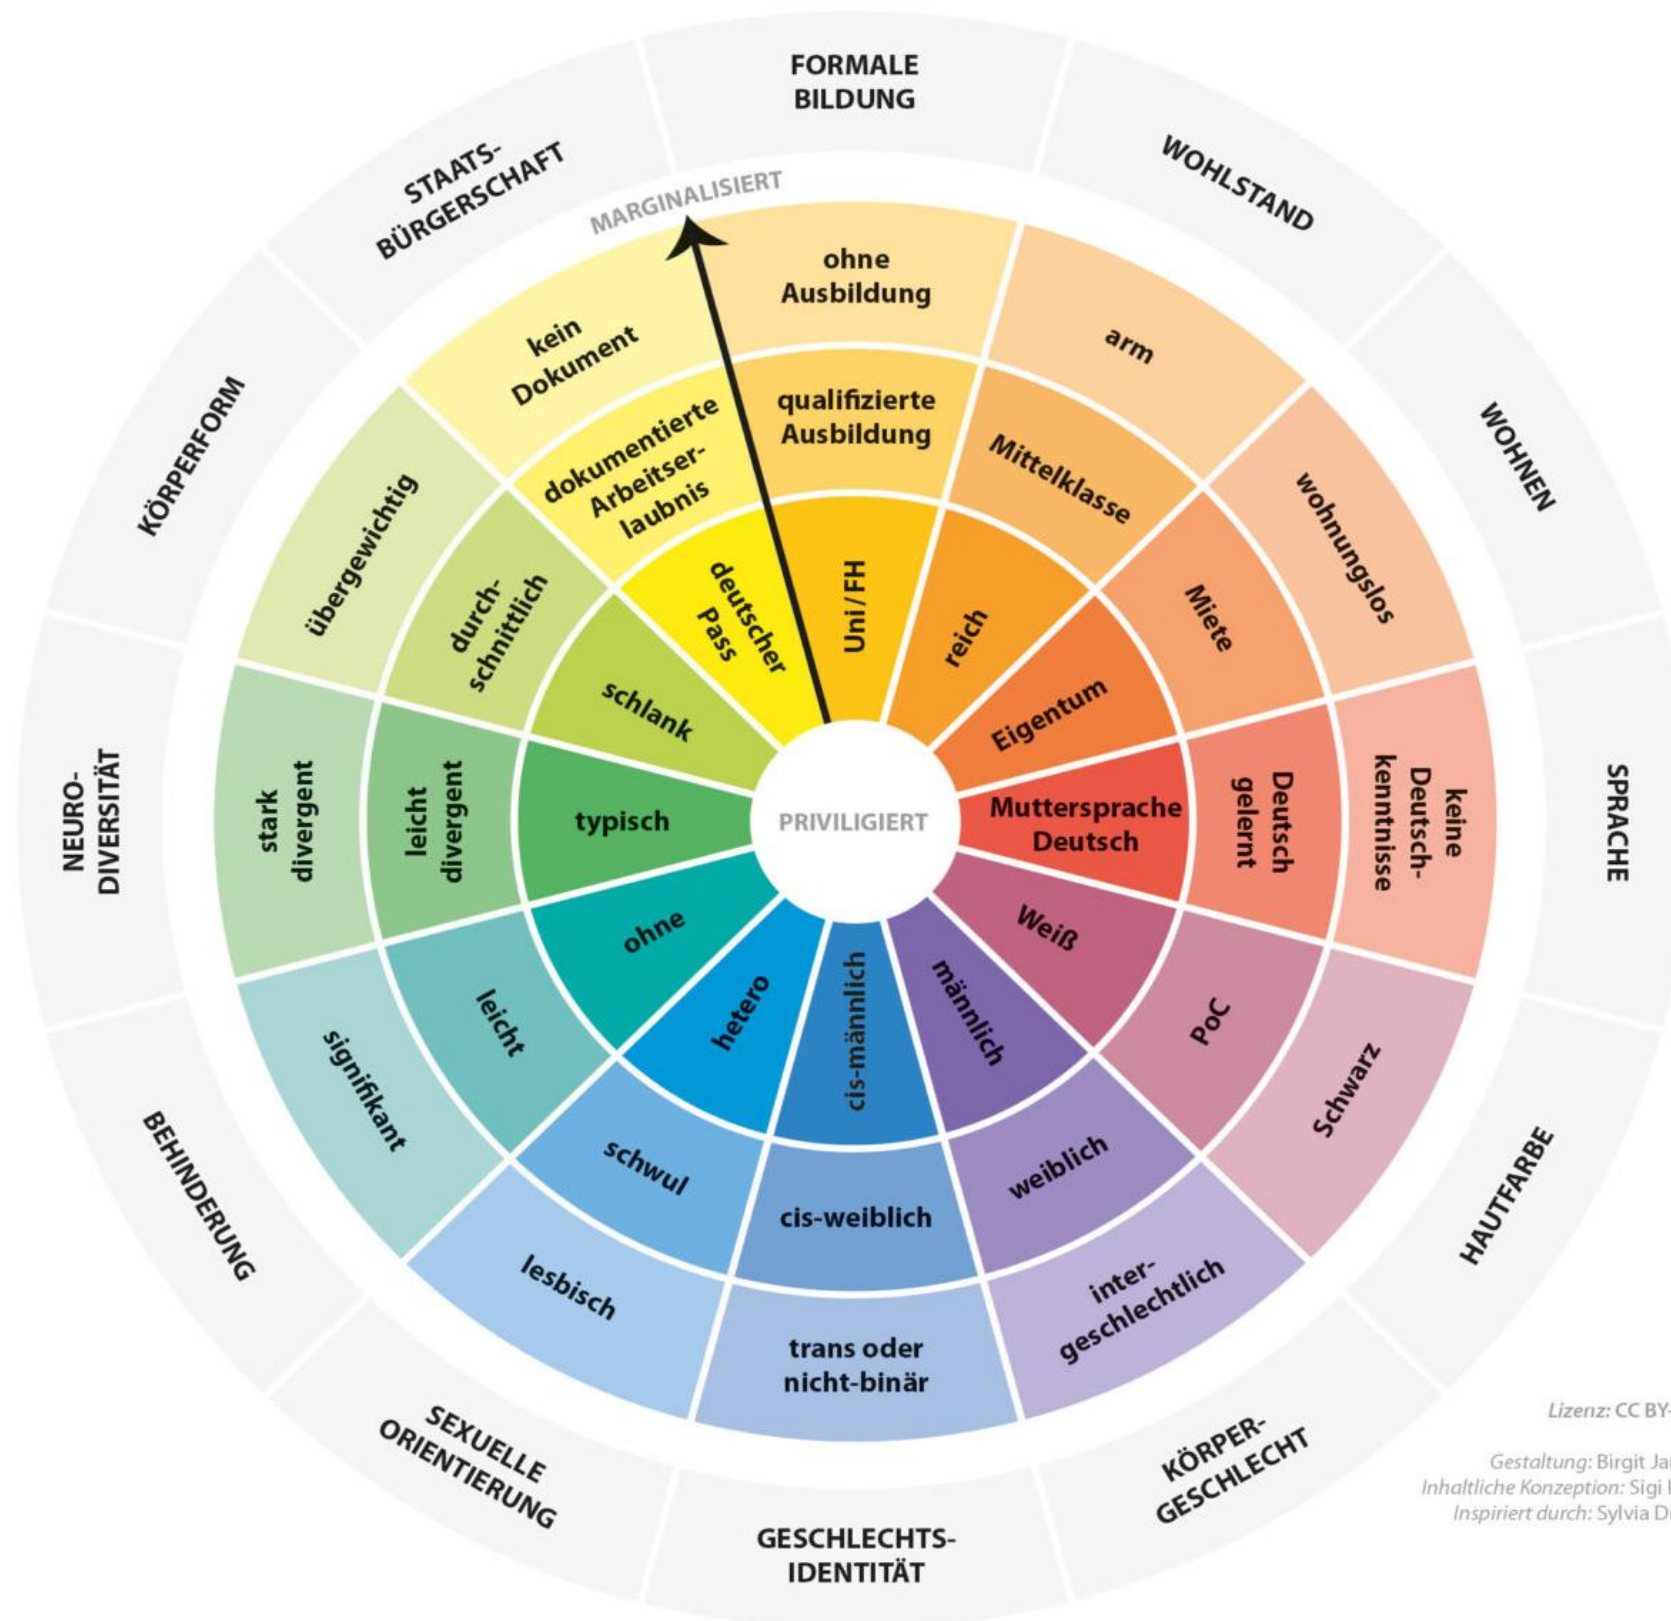 FORMALE
BILDUNG
WOHLSTAND
WOHNEN
SPRACHE
HAUTFARBE
KÖRPER-
GESCHLECHT
GESCHLECHTS-
IDENTITÄT
SEXUELLE
ORIENTIERUNG
BEHINDERUNG
NEURO-
DIVERSITÄT
KÖRPERFORM
STAATS-
BÜRGERSCHAFT
MARGINALISIERT
ohne
Ausbildung
qualifizierte
Ausbildung
Uni / FH
arm
Mittelklasse
reich
wohnungslos
Miete
Eigentum
keine
Deutsch-
kenntnisse
Deutsch
gelernt
Muttersprache
Deutsch
Schwarz
PoC
Weiß
inter-
geschlechtlich
weiblich
männlich
trans oder
nicht-binär
cis-weiblich
cis-männlich
lesbisch
schwul
hetero
signifikant
leicht
ohne
stark
divergent
leicht
divergent
typisch
übergewichtig
durch-
schnittlich
schlank
kein
Dokument
dokumentierte
Arbeitser-
laubnis
deutscher
Pass
PRIVILIGIERT
Lizenz: CC BY-
Gestaltung: Birgit
Inhaltliche Konzeption: Sigi
Inspiriert durch: Sylvia